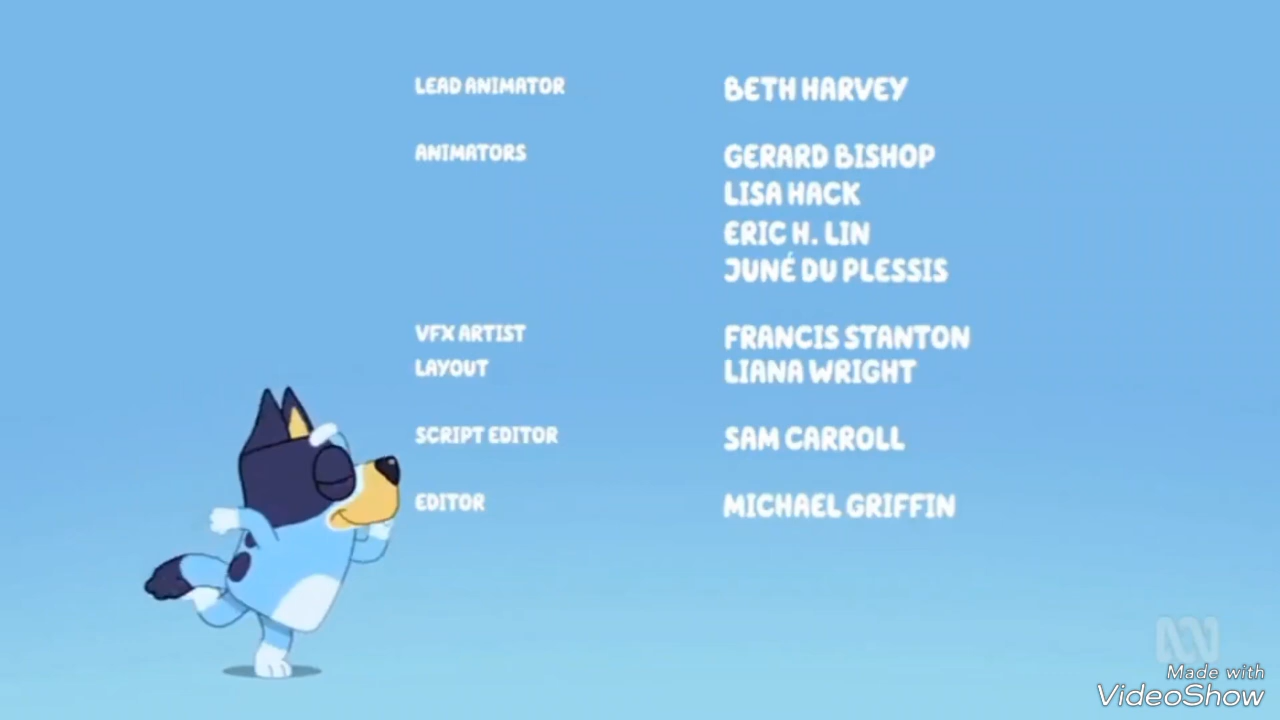 LEAD ANIMATOR BETH HARVEY
ANIMATORS GERARD BISHOP
LISA HACK
ERIC H. LIN
JUNÉ DU PLESSIS
VFX ARTIST FRANCIS STANTON
LAYOUT LIANA WRIGHT
SCRIPT EDITOR SAM CARROLL
EDITOR MICHAEL GRIFFIN
Made with
VideoShow